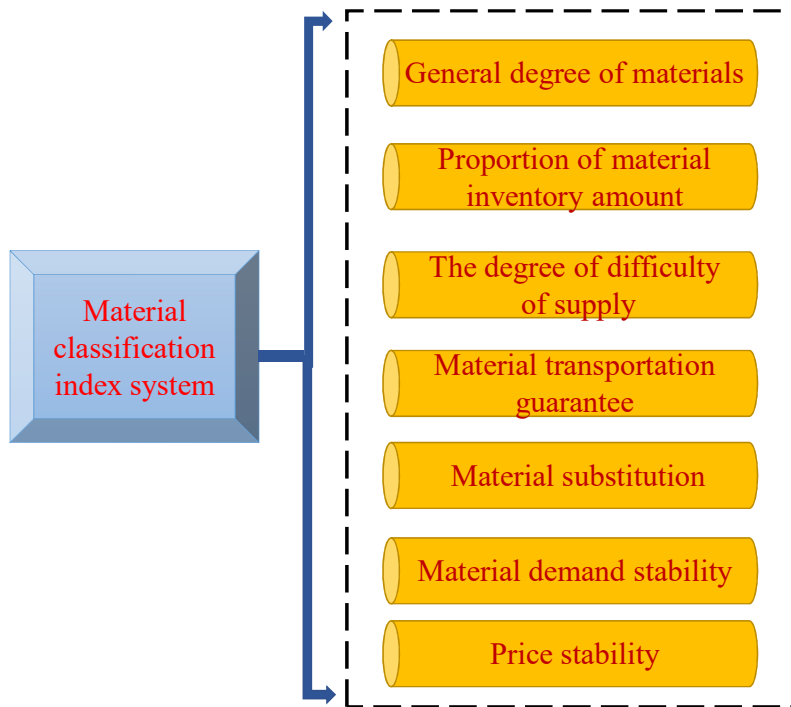 Material
classification
index system
General degree of materials
Proportion of material
inventory amount
The degree of difficulty
of supply
Material transportation
guarantee
Material substitution
Material demand stability
Price stability